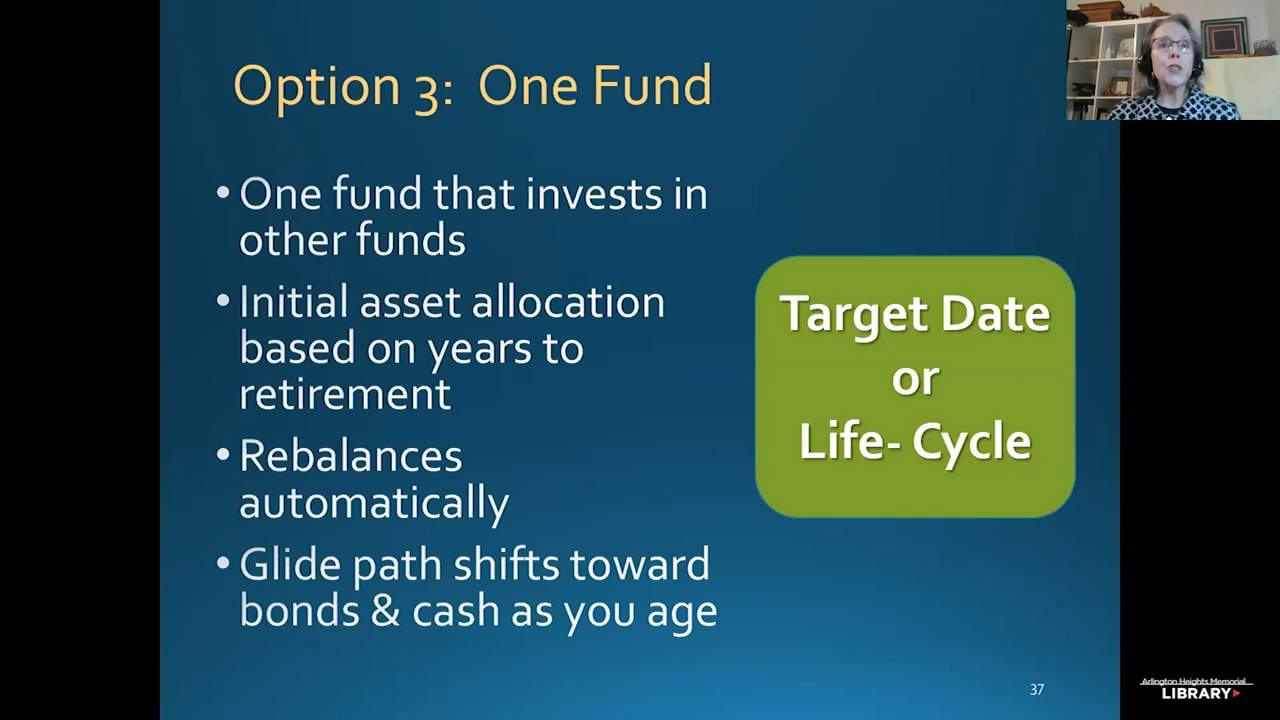 Option 3:  One Fund
• One fund that invests in
other funds
• Initial asset allocation
based on years to
retirement
• Rebalances
automatically
• Glide path shifts toward
bonds & cash as you age
Target Date
or
Life- Cycle
37
Arlington Heights Memorial
LIBRARY